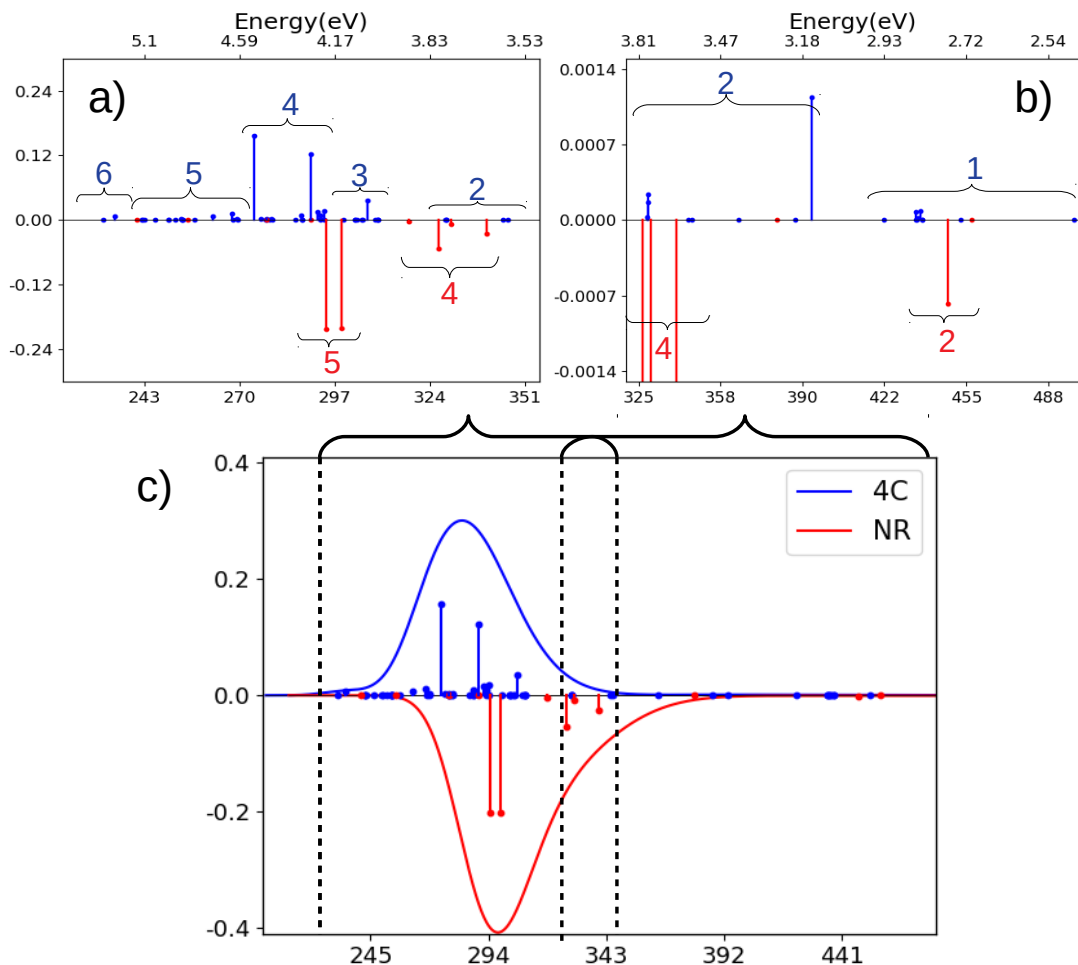 Energy(eV)
5.1 4.59 4.17 3.83 3.53
a)
0.24
0.12
0.00
-0.12
-0.24
6 5 4 3 2
4
5
243 270 297 324 351
Energy(eV)
3.81 3.47 3.18 2.93 2.72 2.54
b)
0.0014
0.0007
0.0000
-0.0007
-0.0014
2
1
4
2
325 358 390 422 455 488
c)
4C
NR
0.4
0.2
0.0
-0.2
-0.4
245 294 343 392 441